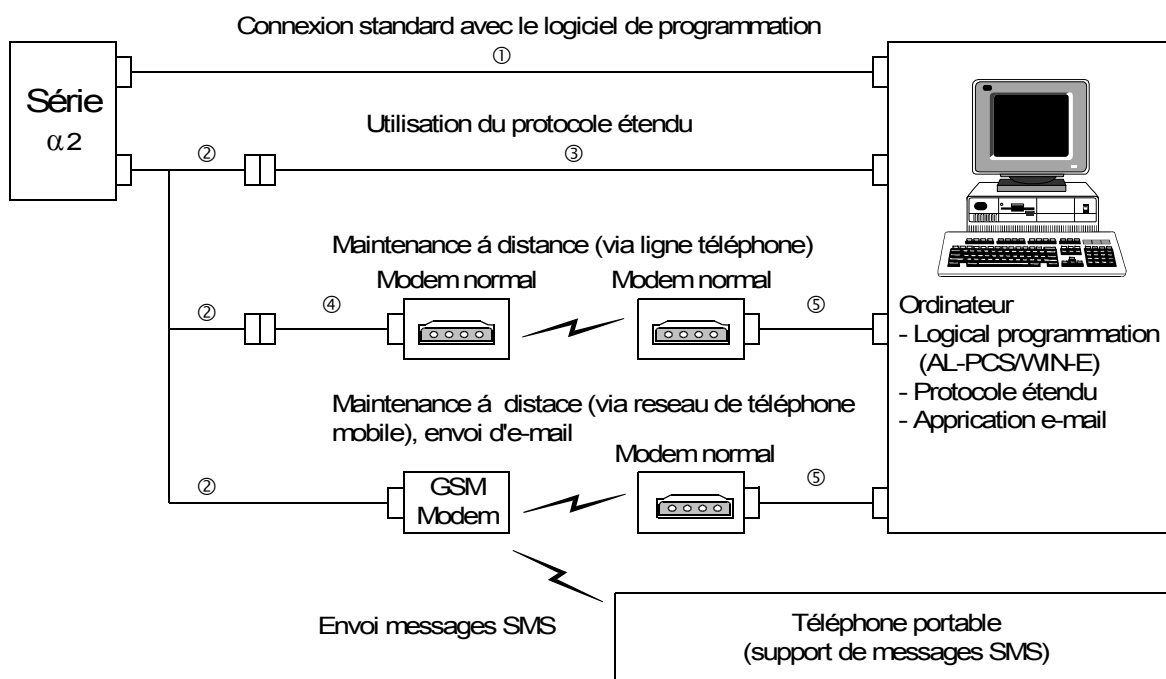 Connexion standard avec le logiciel de programmation
①
Série
α2
Utilisation du protocole étendu
②
③
Maintenance á distance (via ligne téléphone)
Modem normal
Modem normal
②
④
⑤
Ordinateur
- Logical programmation
(AL-PCS/WIN-E)
- Protocole étendu
- Apprication e-mail
Maintenance á distace (via reseau de téléphone
mobile), envoi d'e-mail
Modem normal
②
GSM
Modem
⑤
Envoi messages SMS
Téléphone portable
(support de messages SMS)